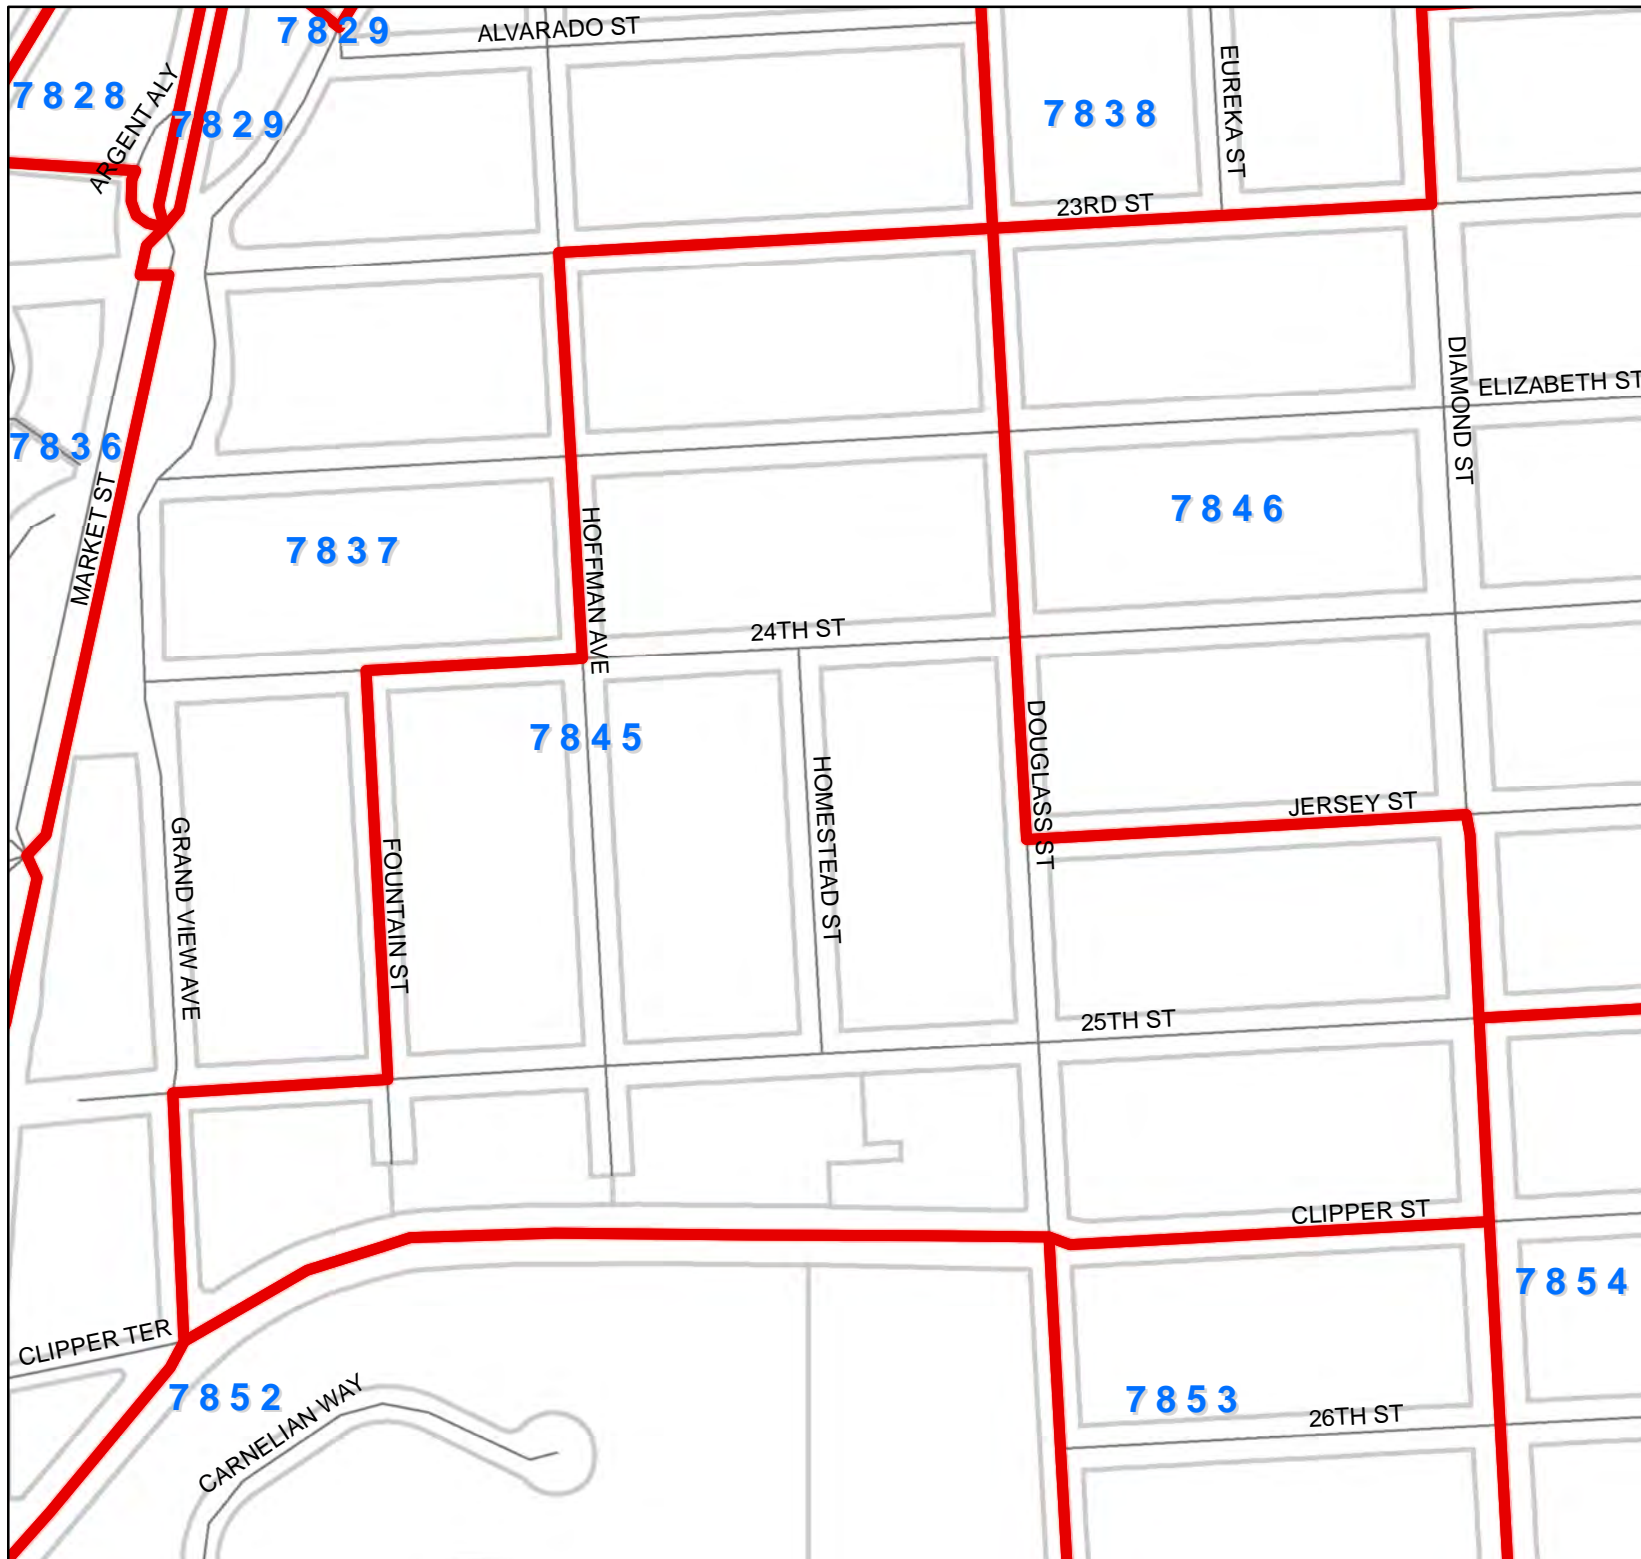 7829
ALVARADO ST
7828
ARGENT ALY
7829
7838
EUREKA ST
23RD ST
DIAMOND ST
ELIZABETH ST
7836
MARKET ST
7837
HOFFMAN AVE
7846
24TH ST
7845
DOUGLASS ST
HOMESTEAD ST
JERSEY ST
GRAND VIEW AVE
FOUNTAIN ST
25TH ST
CLIPPER ST
7854
CLIPPER TER
7852
CARNELIAN WAY
7853
26TH ST